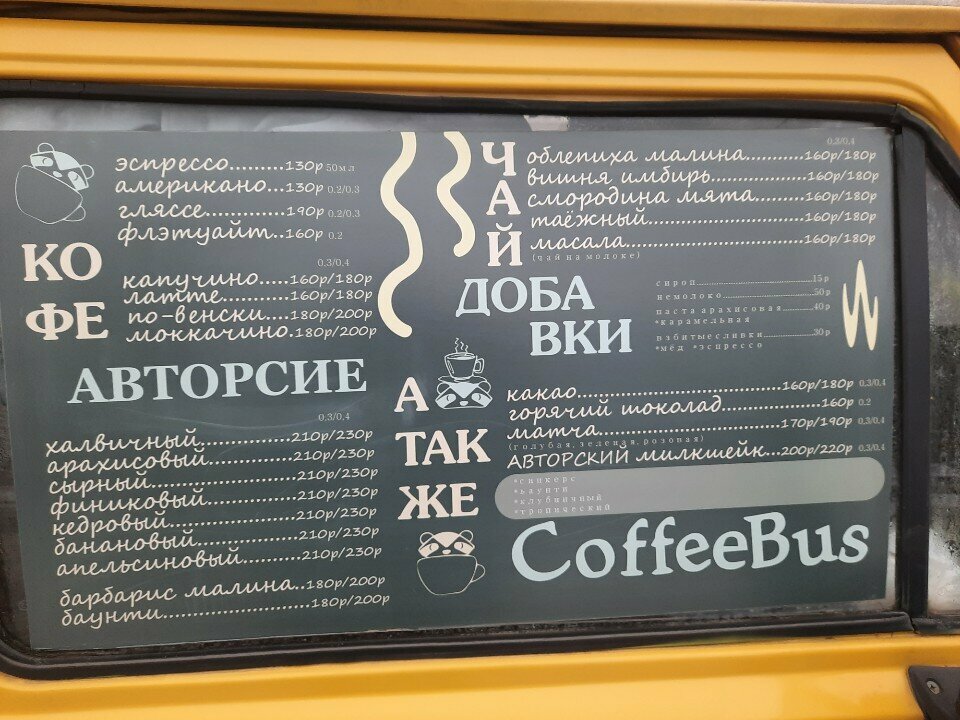 КО
ФЕ
эспрессо..........130р 50мл
американо...130р 0.2/0.3
гляссе...............190р 0.2/0.3
флэтуайт..160р 0.2
0.3/0.4
капучино.....160р/180р
латте............160р/180р
по-венски....180р/200р
моккачино.180р/200р
АВТОРСИЕ
0.3/0.4
халвичный..............210р/230р
арахисовый............210р/230р
сырный....................210р/230р
финиковый.............210р/230р
кедровый..................210р/230р
банановый...............210р/230р
апельсиновый.........210р/230р
барбарис малина..180р/200р
баунти.......................180р/200р
ЧАЙ
0.3/0.4
облепиха малина..........160р/180р
вишня имбирь................160р/180р
смородина мята............160р/180р
таёжный..........................160р/180р
масала..............................160р/180р
(чай на молоке)
ДОБА
ВКИ
сироп..............................15р
немолоко..............................50р
паста арахисовая...............40р
*карамельная
взбитые сливки...............30р
*мёд *эспрессо
А
ТАК
ЖЕ
какао..................................160р/180р 0.3/0.4
горячий шоколад....................160р 0.2
матча.................................170р/190р 0.3/0.4
(голубая, зеленая, розовая)
АВТОРСКИЙ милкшейк...200р/220р 0.3/0.4
*сникерс
*баунти
*клубничный
*тропический
CoffeeBus